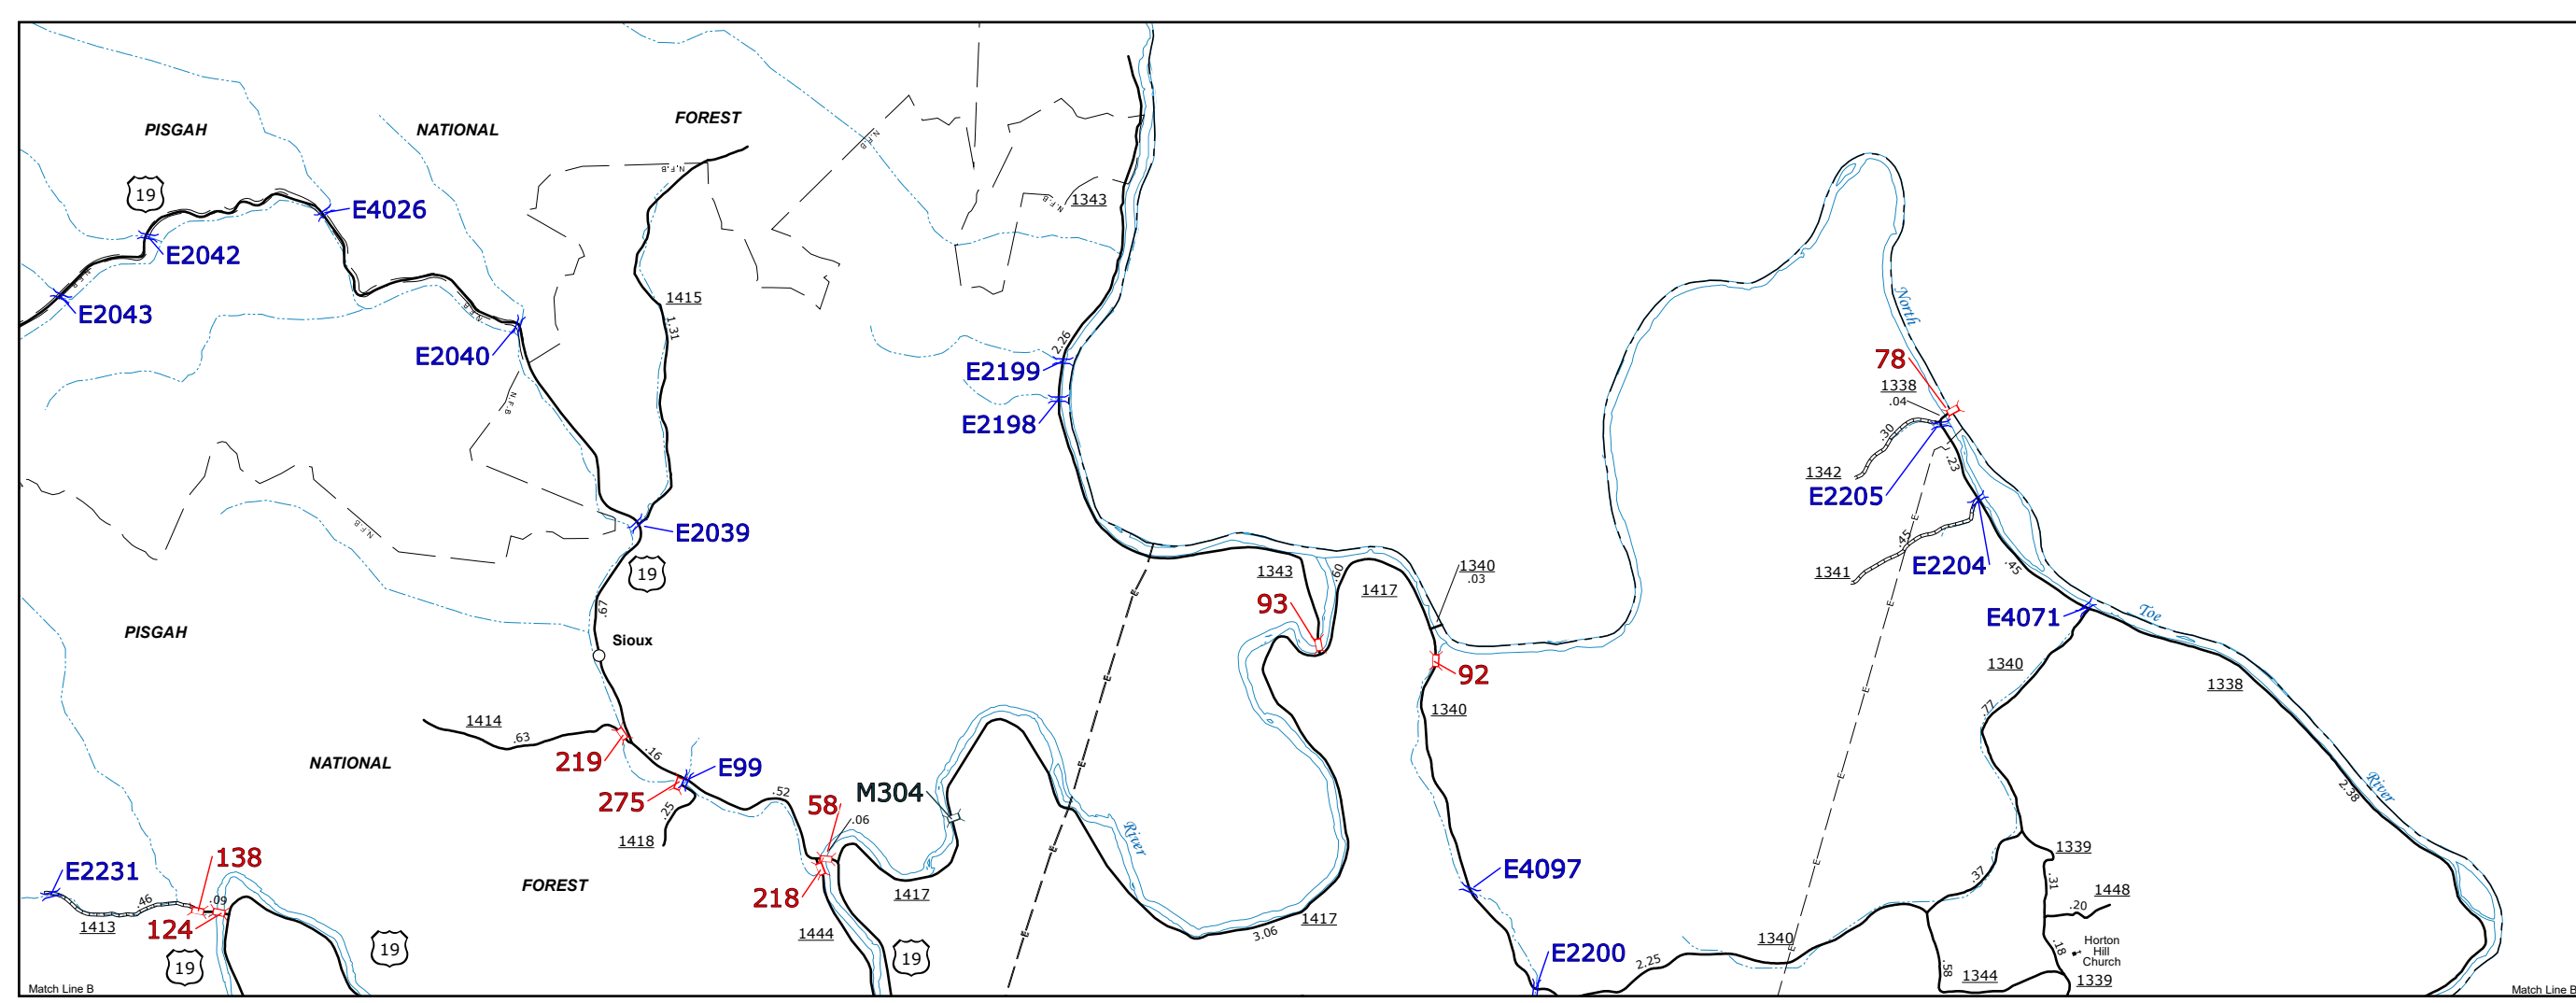 PISGAH
NATIONAL
FOREST
19
E4026
E2042
E2043
N.F.B
N.F.B
E2040
N.F.B
N.F.B
N.F.B
N.F.B
N.F.B
1343
1415
1.31
2.26
E2199
E2198
E2039
19
.67
Sioux
PISGAH
NATIONAL
FOREST
1414
.63
219
.16
E99
275
.25
1418
.52
58
.06
M304
218
1417
1444
19
E2231
138
.46
.09
1413
124
19
19
Match Line B
E
E
E
E
E
River
3.06
1417
1343
93
.60
1417
1340
.03
92
1340
E4097
E2200
2.25
1340
North
78
1338
.04
.30
1342
E2205
.23
E
.45
1341
E2204
.45
E
E
E
E
E
E4071
Toe
1340
1338
.77
River
2.38
.37
1339
.31
1448
.20
.18
Horton
Hill
Church
.58
1344
1339
Match Line B